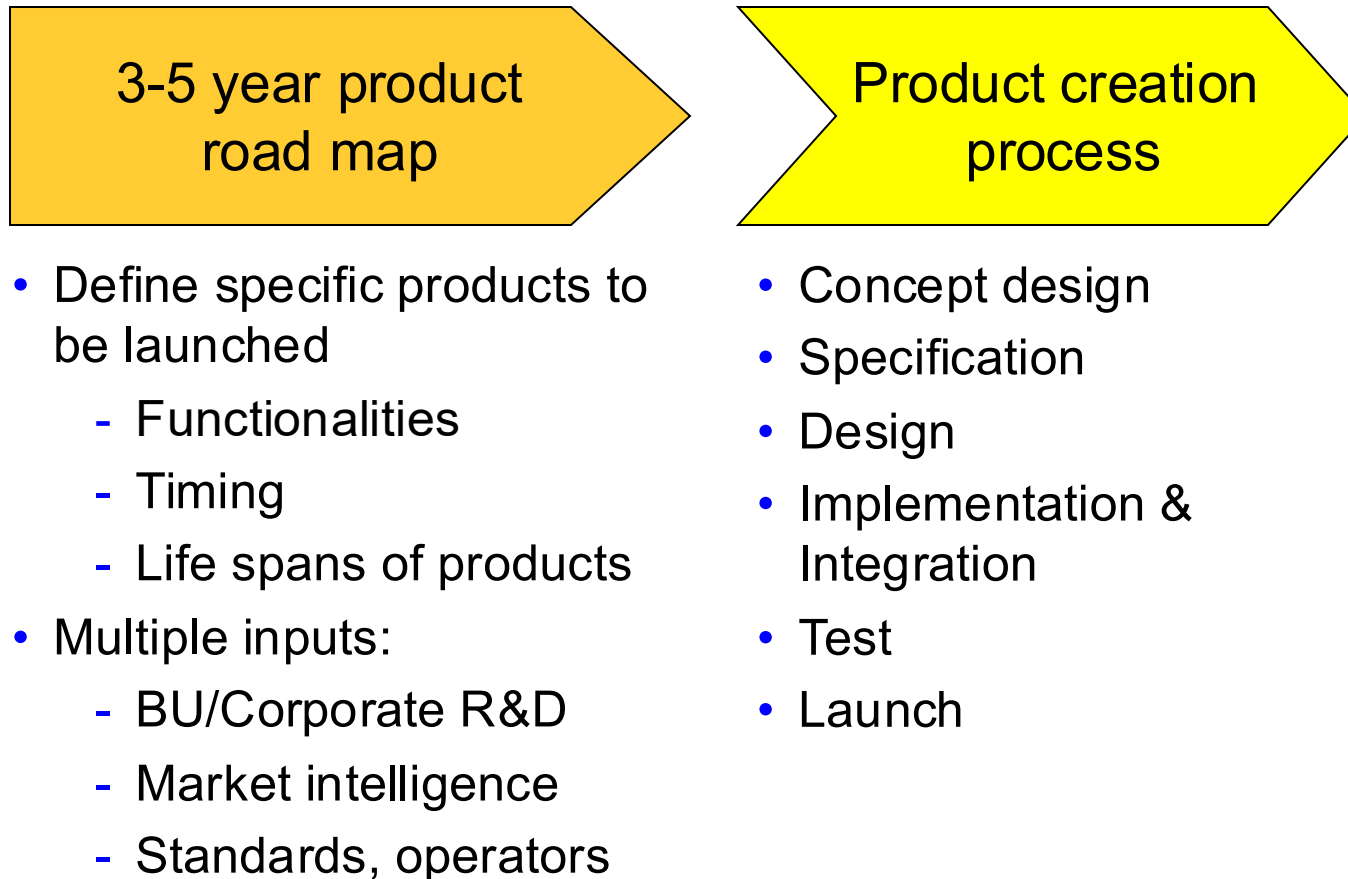 3-5 year product
road map
• Define specific products to
be launched
- Functionalities
- Timing
- Life spans of products
• Multiple inputs:
- BU/Corporate R&D
- Market intelligence
- Standards, operators
Product creation
process
• Concept design
• Specification
• Design
• Implementation &
Integration
• Test
• Launch